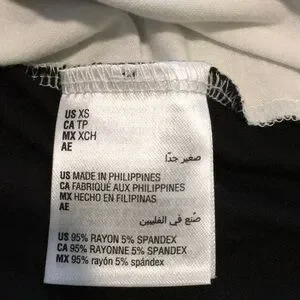 US XS
CA TP
MX XCH
AE
صغير جدّا
US MADE IN PHILIPPINES
CA FABRIQUÉ AUX PHILIPPINES
MX HECHO EN FILIPINAS
AE
صنع في الفلبين
US 95% RAYON 5% SPANDEX
CA 95% RAYONNE 5% SPANDEX
MX 95% rayón 5% spándex